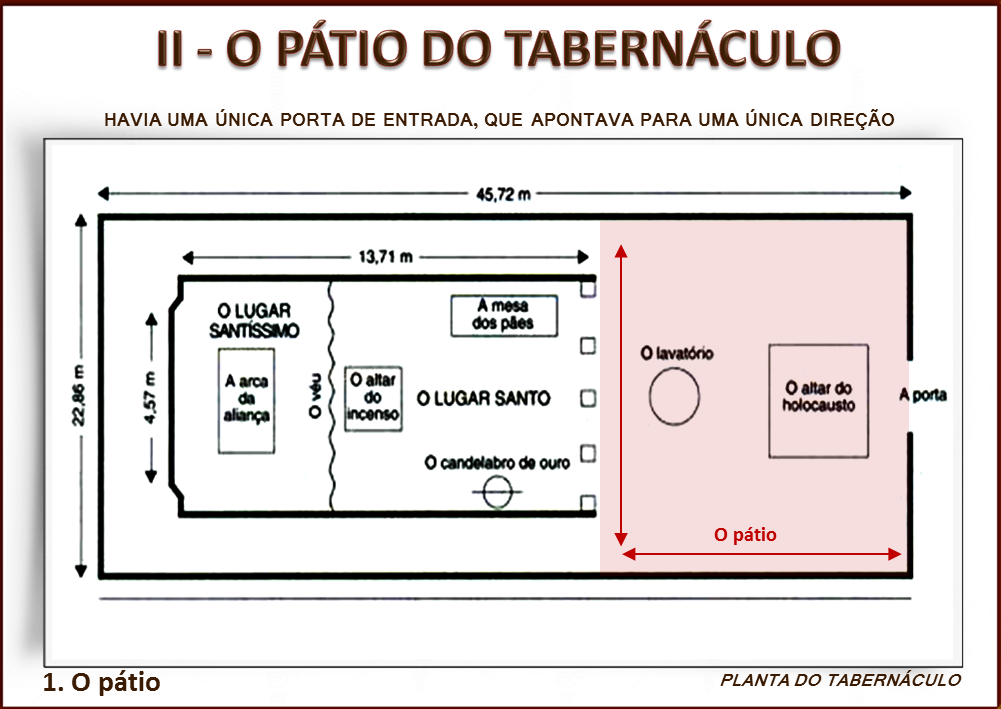 II - O PÁTIO DO TABERNÁCULO
HAVIA UMA ÚNICA PORTA DE ENTRADA, QUE APONTAVA PARA UMA ÚNICA DIREÇÃO
45,72 m
13,71 m
22,86 m
4,57 m
O LUGAR
SANTÍSSIMO
A arca
da
aliança
O véu
O altar
do
incenso
A mesa
dos pães
O LUGAR SANTO
O candelabro de ouro
O lavatório
O altar do
holocausto
A porta
O pátio
1. O pátio
PLANTA DO TABERNÁCULO